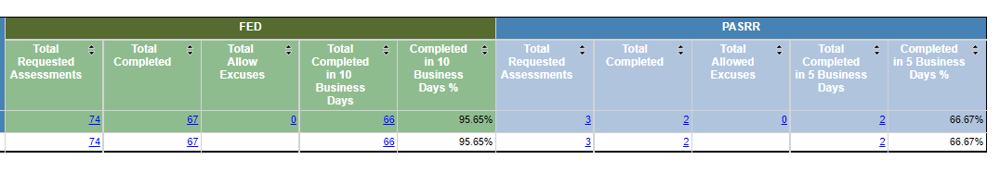 FED PASRR
Total Requested Assessments Total Completed Total Allow Excuses Total Completed in 10 Business Days Completed in 10 Business Days % Total Requested Assessments Total Completed Total Allowed Excuses Total Completed in 5 Business Days Completed in 5 Business Days %
74 67 0 66 95.65% 3 2 0 2 66.67%
74 67 66 95.65% 3 2 2 66.67%